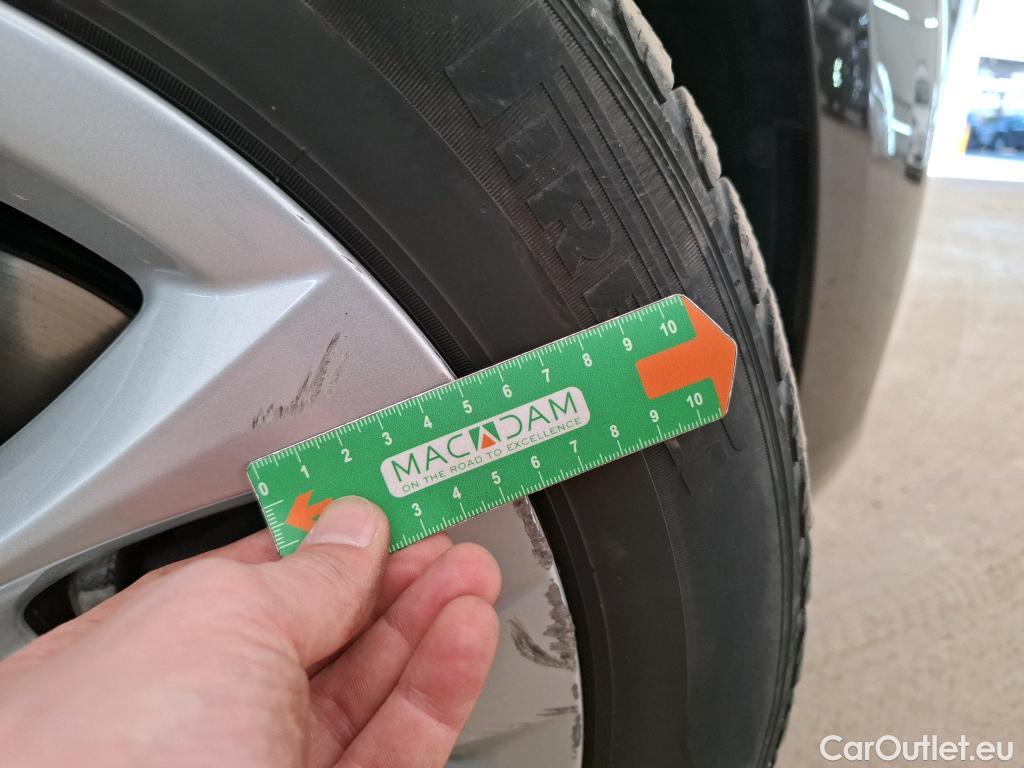 0 1 2 3 4 5 6 7 8 9 10
MACADAM
ON THE ROAD TO EXCELLENCE
3 4 5 6 7 8 9 10
CarOutlet.eu